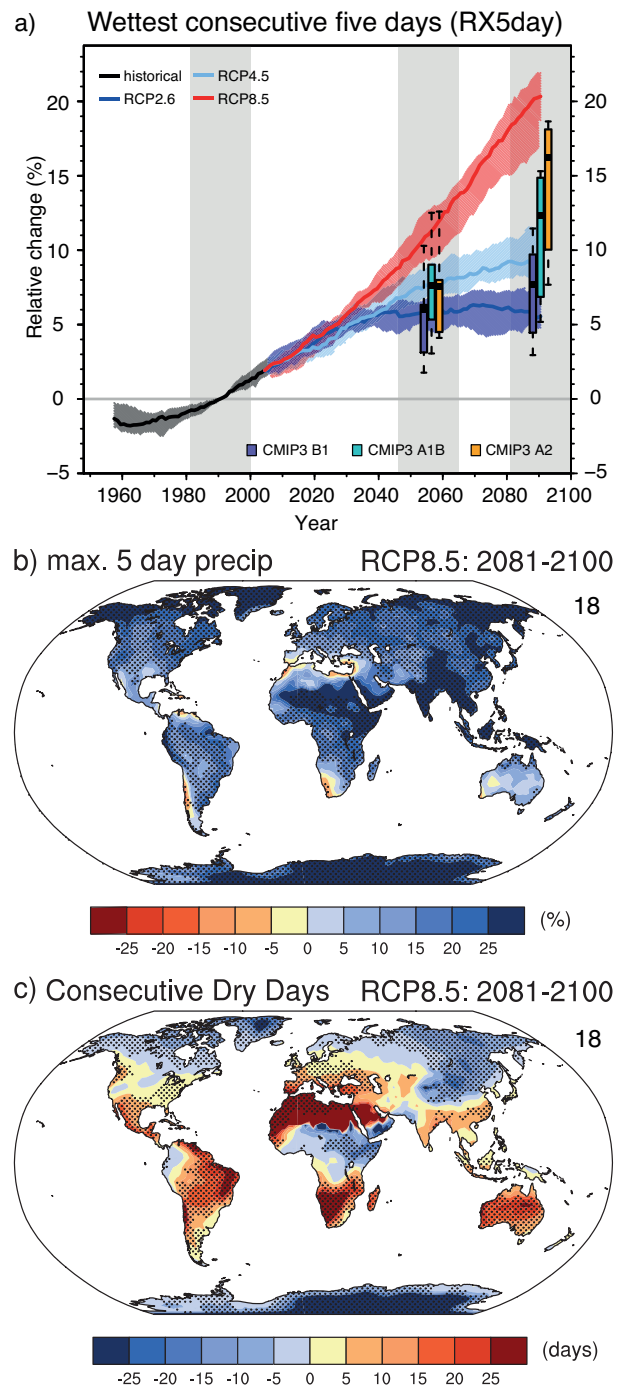 a) Wettest consecutive five days (RX5day)
historical
RCP4.5
RCP2.6
RCP8.5
Relative change (%)
20
15
10
5
0
−5
20
15
10
5
0
−5
CMIP3 B1
CMIP3 A1B
CMIP3 A2
1960 1980 2000 2020 2040 2060 2080 2100
Year
b) max. 5 day precip RCP8.5: 2081-2100
18
-25 -20 -15 -10 -5 0 5 10 15 20 25 (%)
c) Consecutive Dry Days RCP8.5: 2081-2100
18
-25 -20 -15 -10 -5 0 5 10 15 20 25 (days)